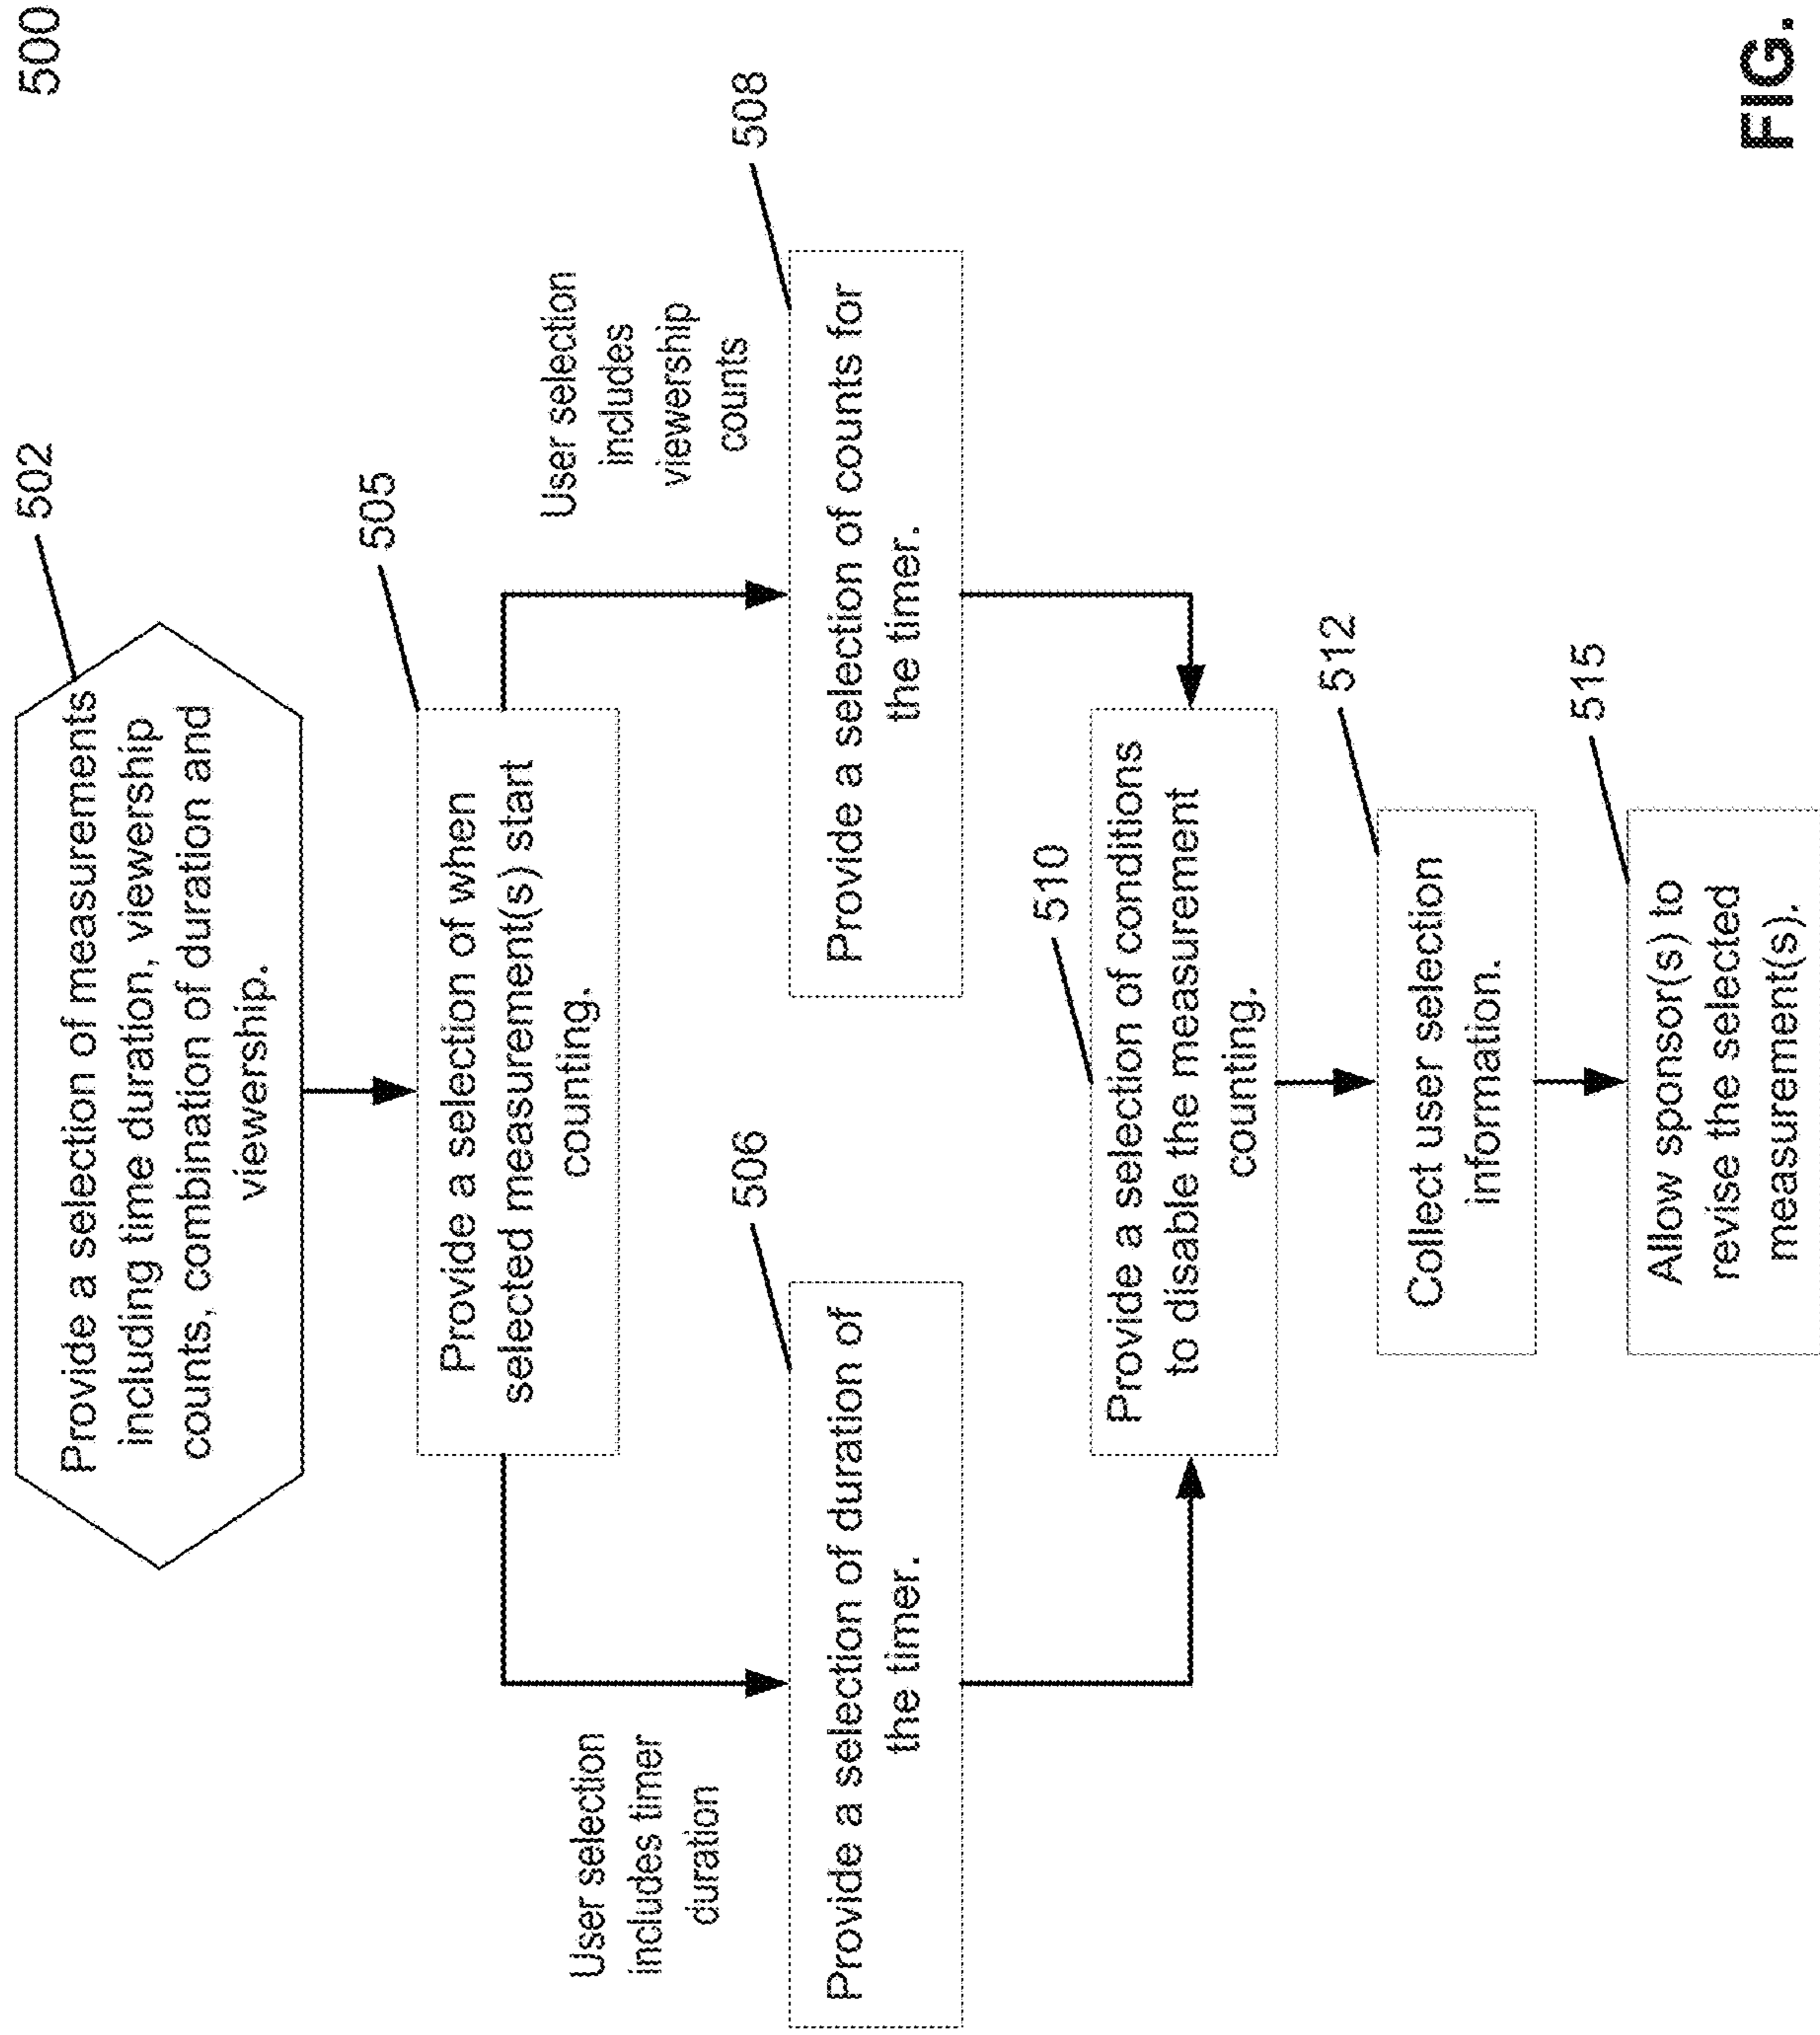 500
502
Provide a selection of measurements
including time duration, viewership
counts, combination of duration and
viewership.
505
Provide a selection of when
selected measurement(s) start
counting.
User selection
includes timer
duration
User selection
includes
viewership
counts
506
Provide a selection of duration of
the timer.
508
Provide a selection of counts for
the timer.
510
Provide a selection of conditions
to disable the measurement
counting.
512
Collect user selection
information.
515
Allow sponsor(s) to
revise the selected
measurement(s).
FIG.